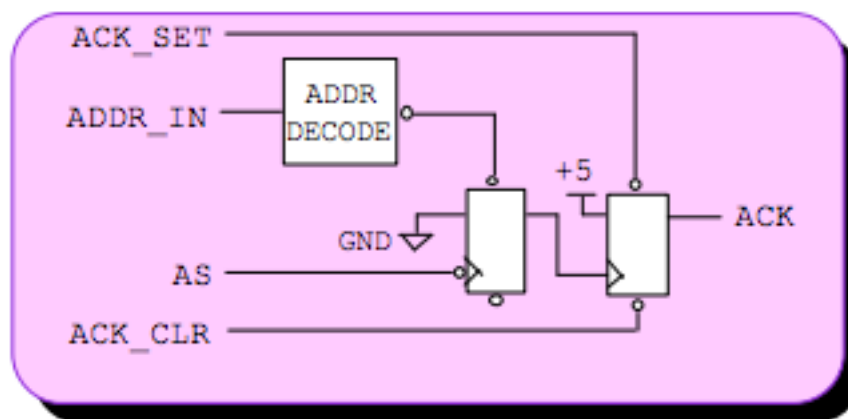 ACK_SET
ADDR_IN
ADDR
DECODE
+5
ACK
GND
AS
ACK_CLR